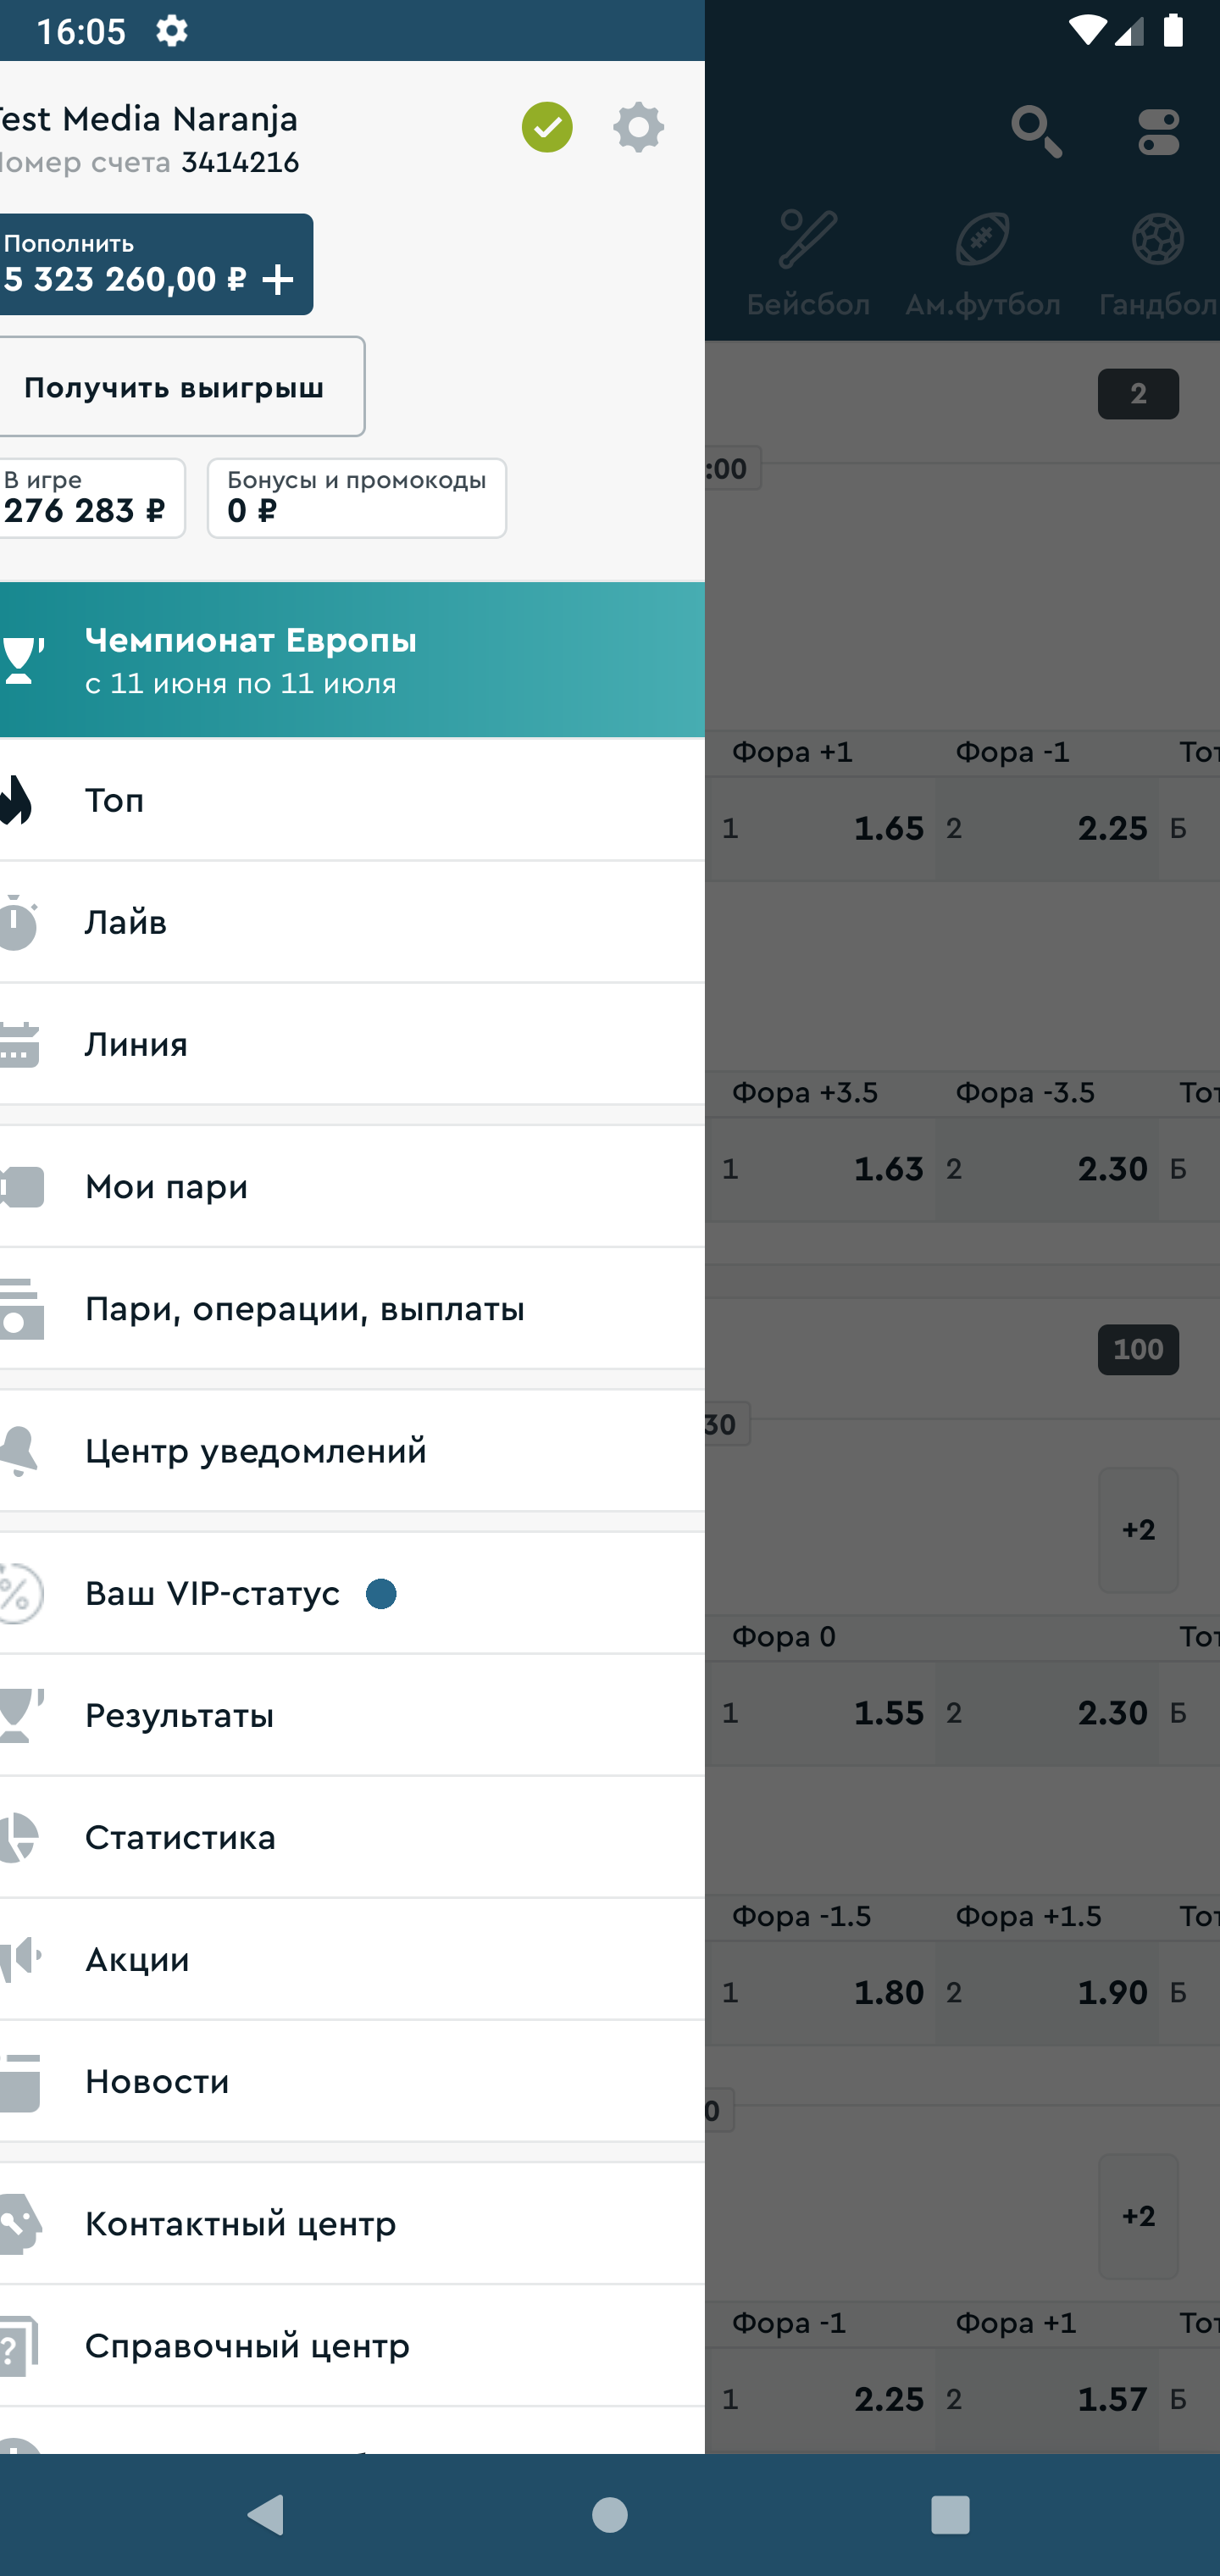 16:05
est Media Naranja
омер счета 3414216
Пополнить
5 323 260,00 ₽ +
Получить выигрыш
В игре
276 283 ₽
Бонусы и промокоды
0 ₽
Чемпионат Европы
с 11 июня по 11 июля
Топ
Лайв
Линия
Мои пари
Пари, операции, выплаты
Центр уведомлений
Ваш VIP-статус
Результаты
Статистика
Акции
Новости
Контактный центр
Справочный центр
Бейсбол Ам.футбол Гандбол
2
:00
Фора +1 Фора -1 Тот
1 1.65 2 2.25 Б
Фора +3.5 Фора -3.5 Тот
1 1.63 2 2.30 Б
100
30
+2
Фора 0 Тот
1 1.55 2 2.30 Б
Фора -1.5 Фора +1.5 Тот
1 1.80 2 1.90 Б
0
+2
Фора -1 Фора +1 Тот
1 2.25 2 1.57 Б